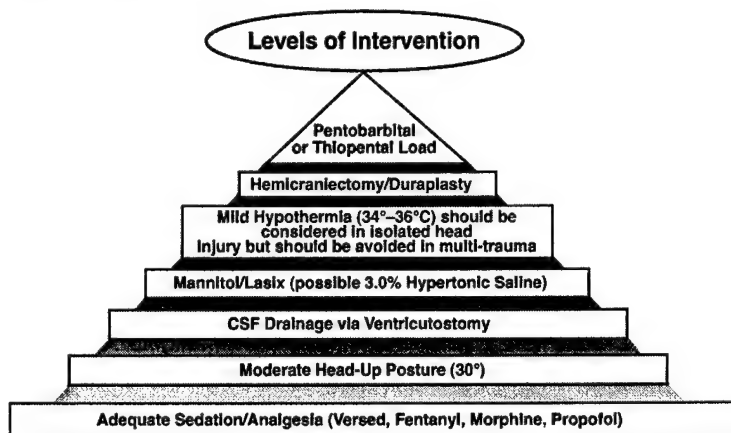 Levels of Intervention
Pentobarbital
or Thiopental Load
Hemicraniectomy/Duraplasty
Mild Hypothermia (34°–36°C) should be
considered in isolated head
Injury but should be avoided in multi-trauma
Mannitol/Lasix (possible 3.0% Hypertonic Saline)
CSF Drainage via Ventricutostomy
Moderate Head-Up Posture (30°)
Adequate Sedation/Analgesia (Versed, Fentanyl, Morphine, Propofol)